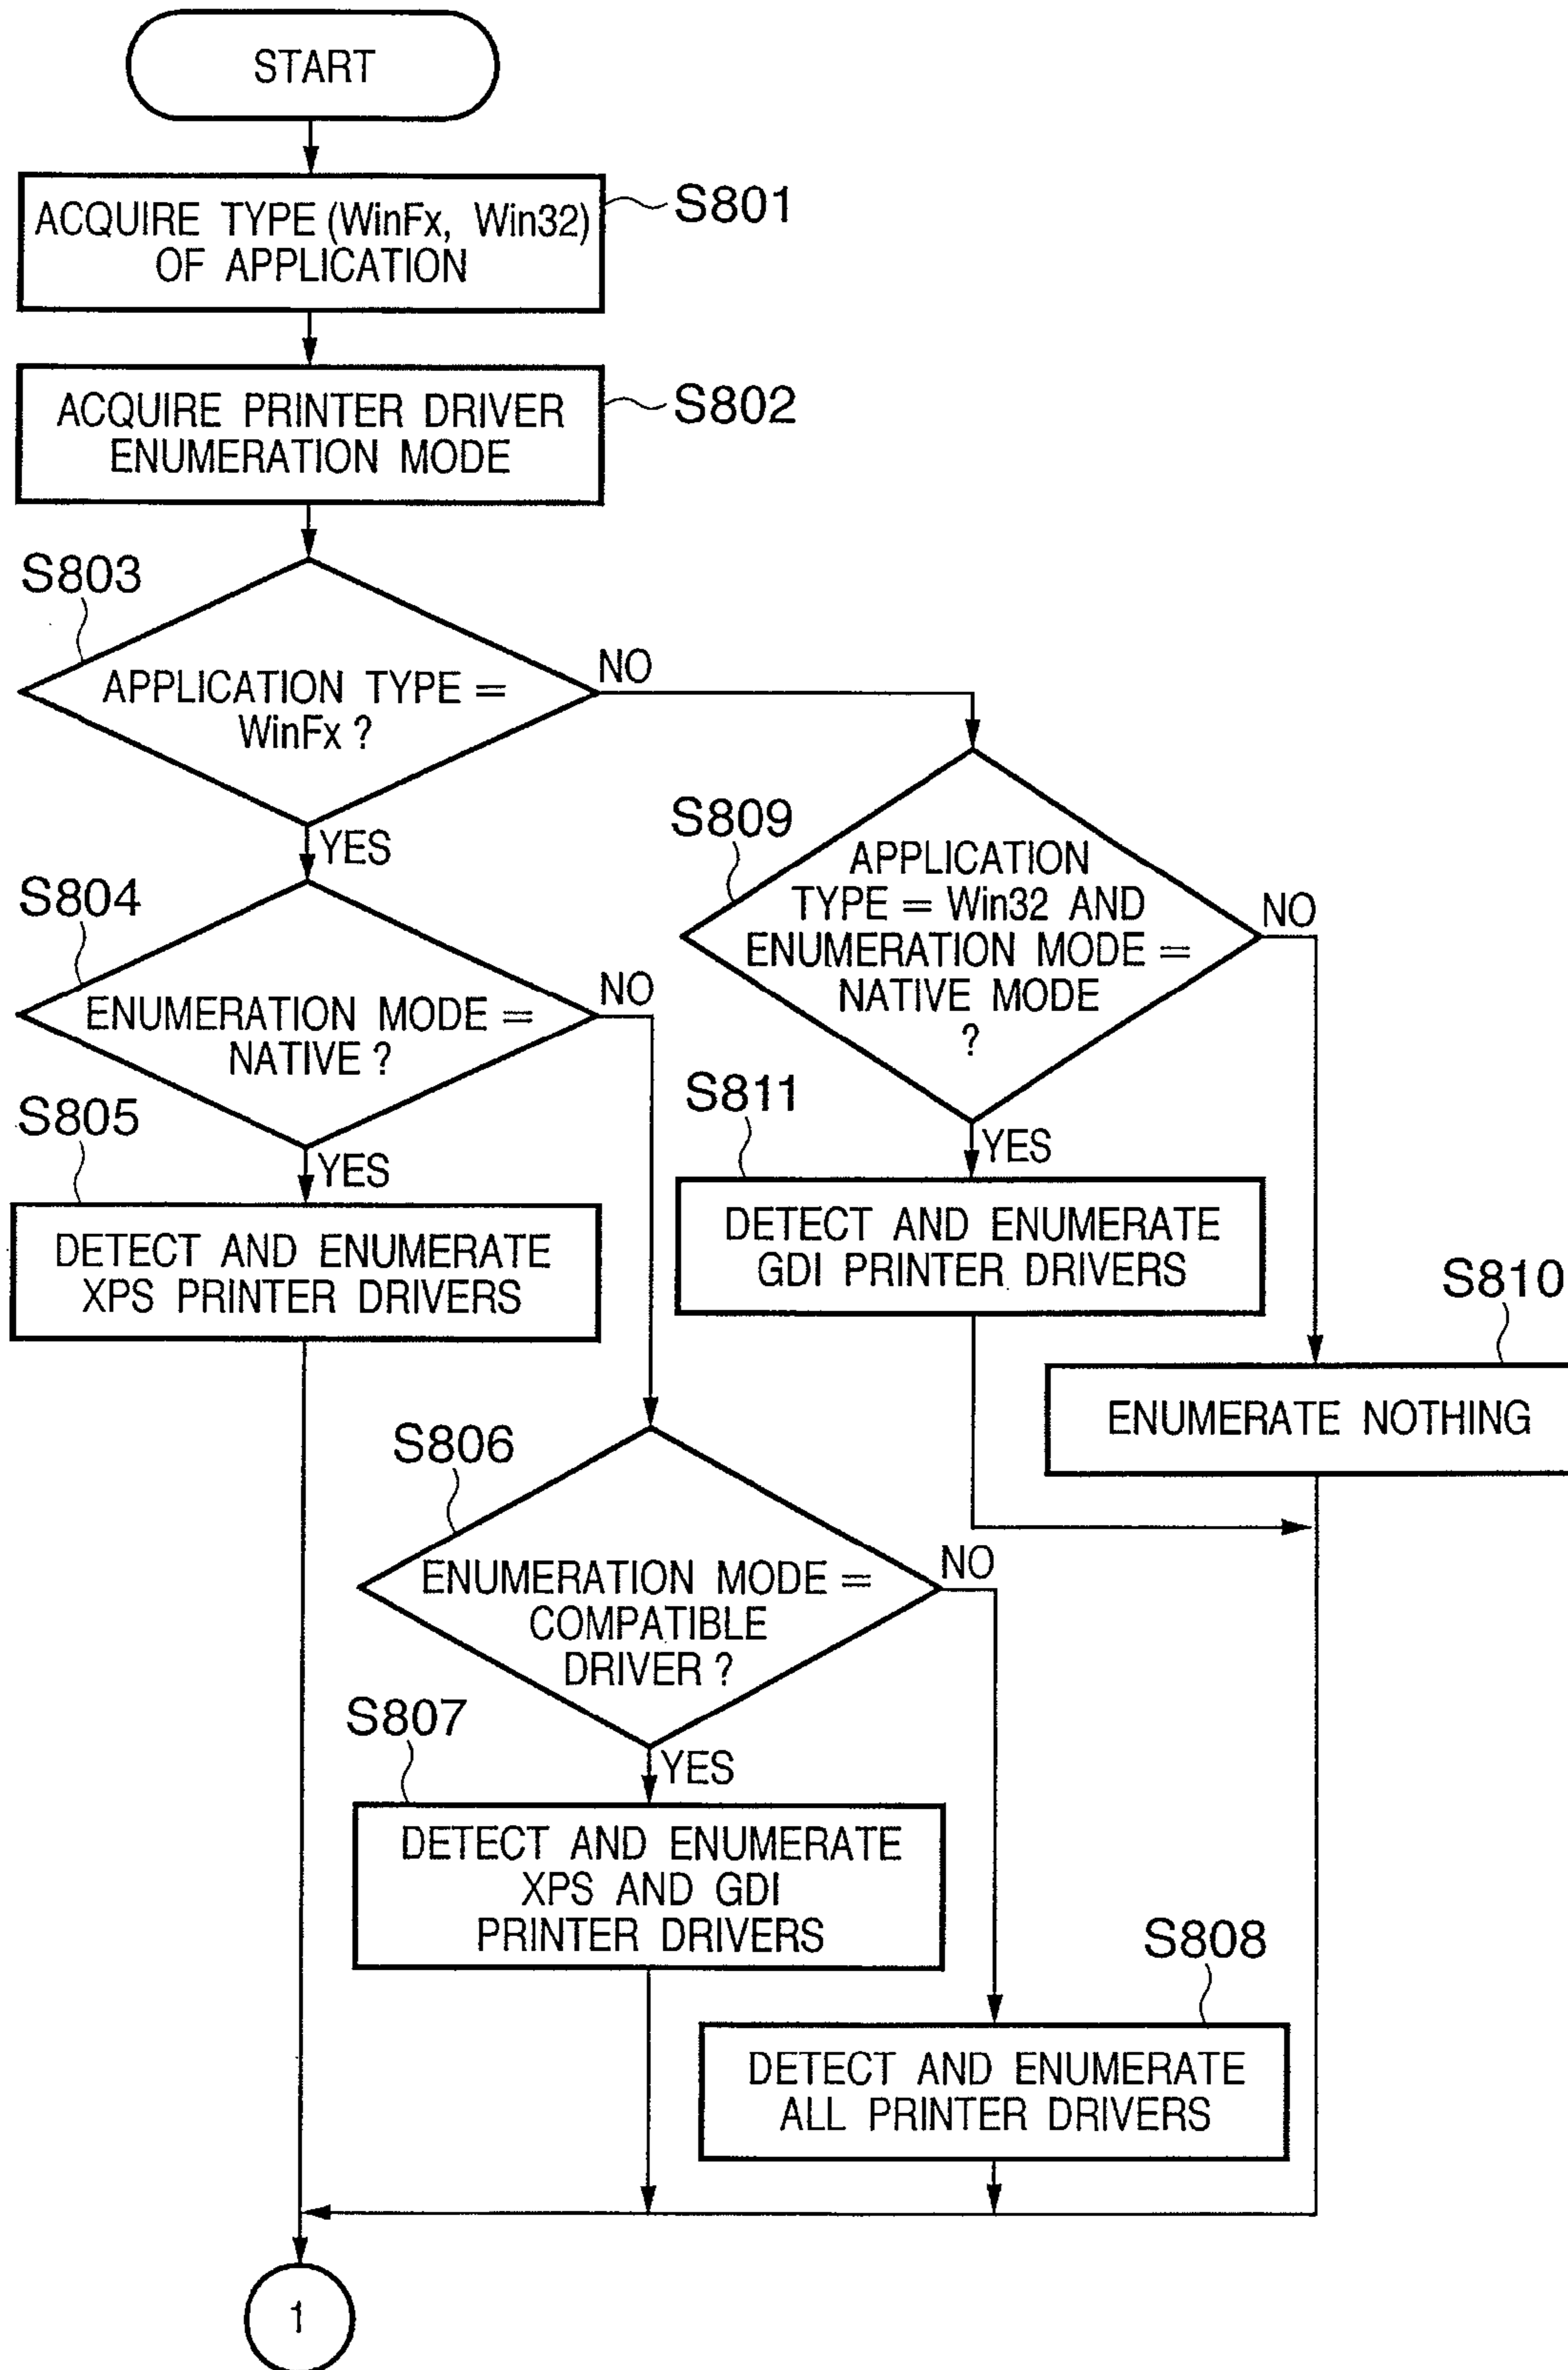 START
ACQUIRE TYPE (WinFx, Win32)
OF APPLICATION
S801
ACQUIRE PRINTER DRIVER
ENUMERATION MODE
S802
S803
APPLICATION TYPE =
WinFx ?
NO
YES
S809
APPLICATION
TYPE = Win32 AND
ENUMERATION MODE =
NATIVE MODE
?
NO
YES
S804
ENUMERATION MODE =
NATIVE ?
NO
YES
S805
DETECT AND ENUMERATE
XPS PRINTER DRIVERS
S811
DETECT AND ENUMERATE
GDI PRINTER DRIVERS
S810
ENUMERATE NOTHING
S806
ENUMERATION MODE =
COMPATIBLE
DRIVER ?
NO
YES
S807
DETECT AND ENUMERATE
XPS AND GDI
PRINTER DRIVERS
S808
DETECT AND ENUMERATE
ALL PRINTER DRIVERS
1